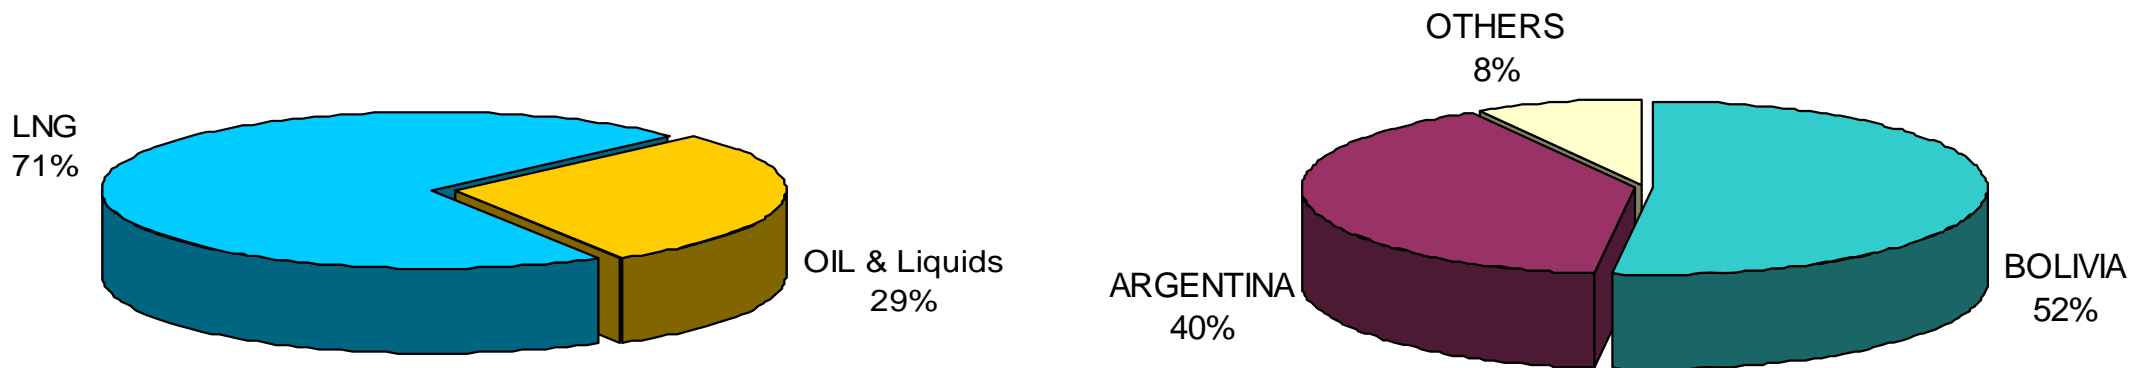 LNG
71%
OIL & Liquids
29%
OTHERS
8%
ARGENTINA
40%
BOLIVIA
52%